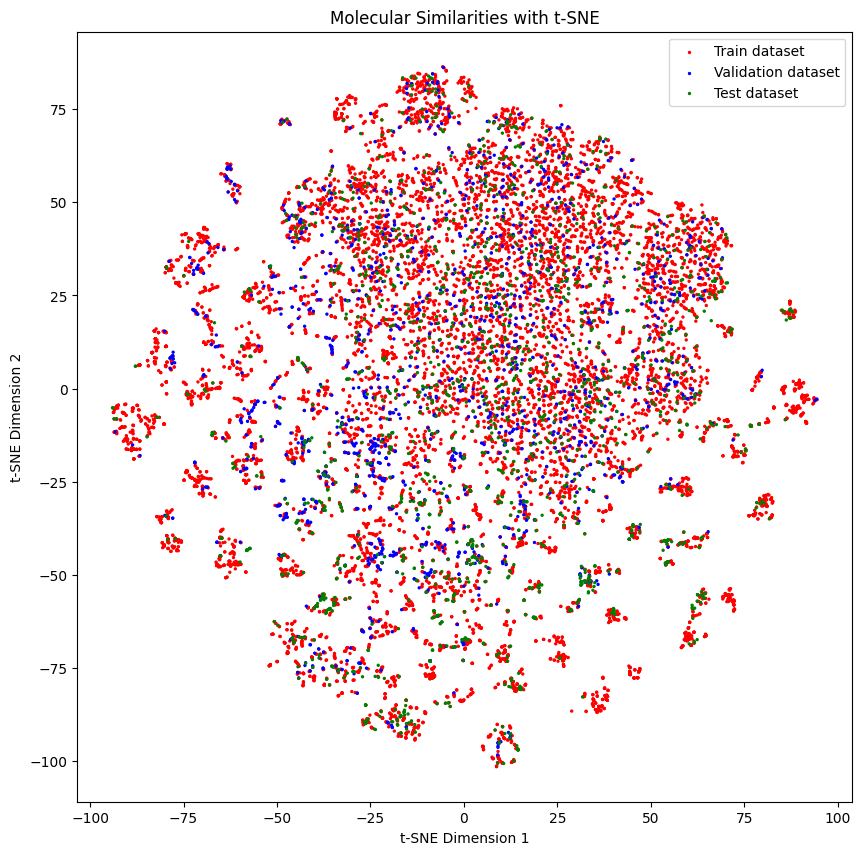 Molecular Similarities with t-SNE
Train dataset
Validation dataset
Test dataset
75
50
25
0
−25
−50
−75
−100
t-SNE Dimension 2
−100
−75
−50
−25
0
25
50
75
100
t-SNE Dimension 1